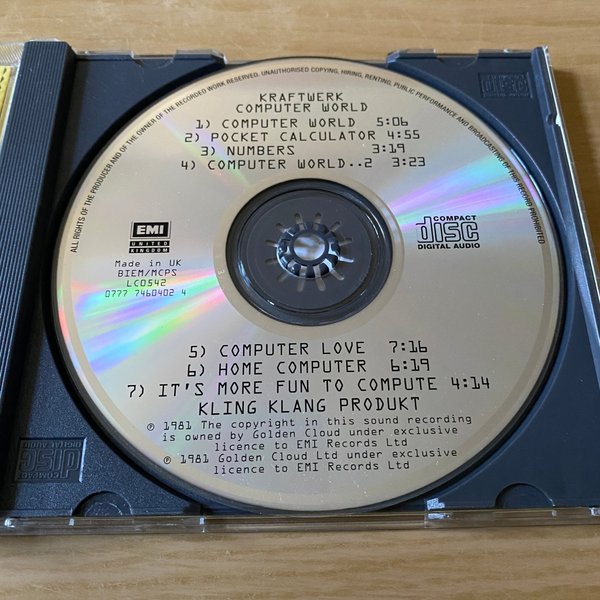 ALL RIGHTS OF THE PRODUCER AND OF THE OWNER OF THE RECORDED WORK RESERVED. UNAUTHORISED COPYING, HIRING, RENTING, PUBLIC PERFORMANCE AND BROADCASTING OF THIS RECORD PROHIBITED
KRAFTWERK
COMPUTER WORLD
1) COMPUTER WORLD 5:06
2) POCKET CALCULATOR 4:55
3) NUMBERS 3:19
4) COMPUTER WORLD..2 3:23
EMI
UNITED
KINGDOM
Made in UK
BIEM/MCPS
LC0542
0777 7460402 4
COMPACT
disc
DIGITAL AUDIO
5) COMPUTER LOVE 7:16
6) HOME COMPUTER 6:19
7) IT'S MORE FUN TO COMPUTE 4:14
KLING KLANG PRODUKT
℗ 1981 The copyright in this sound recording
is owned by Golden Cloud under exclusive
licence to EMI Records Ltd
℗ 1981 Golden Cloud Ltd under exclusive
licence to EMI Records Ltd
COMPACT
disc
DIGITAL AUDIO